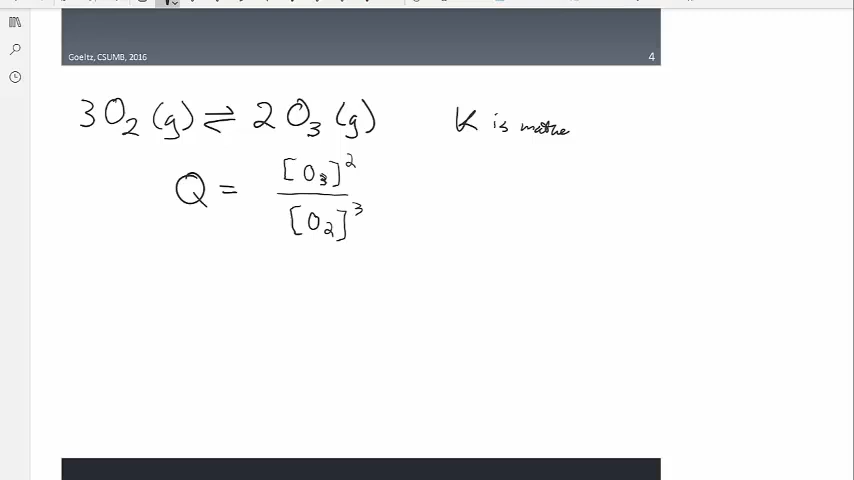 Goeltz, CSUMB, 2016 4
3O₂(g) ⇌ 2O₃(g) K is mathe
Q = [O₃]² / [O₂]³